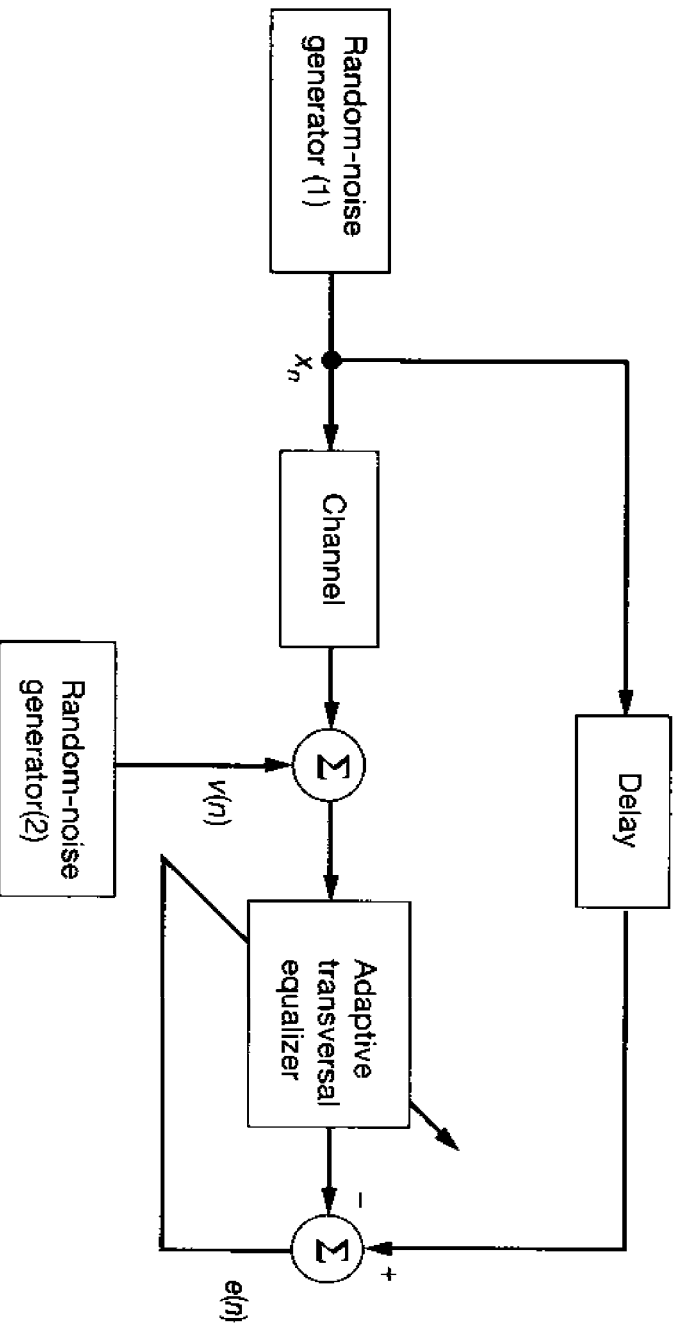 Delay
Random-noise
generator (1)
x_n
Channel
Σ
Adaptive
transversal
equalizer
−
+
Σ
v(n)
e(n)
Random-noise
generator(2)